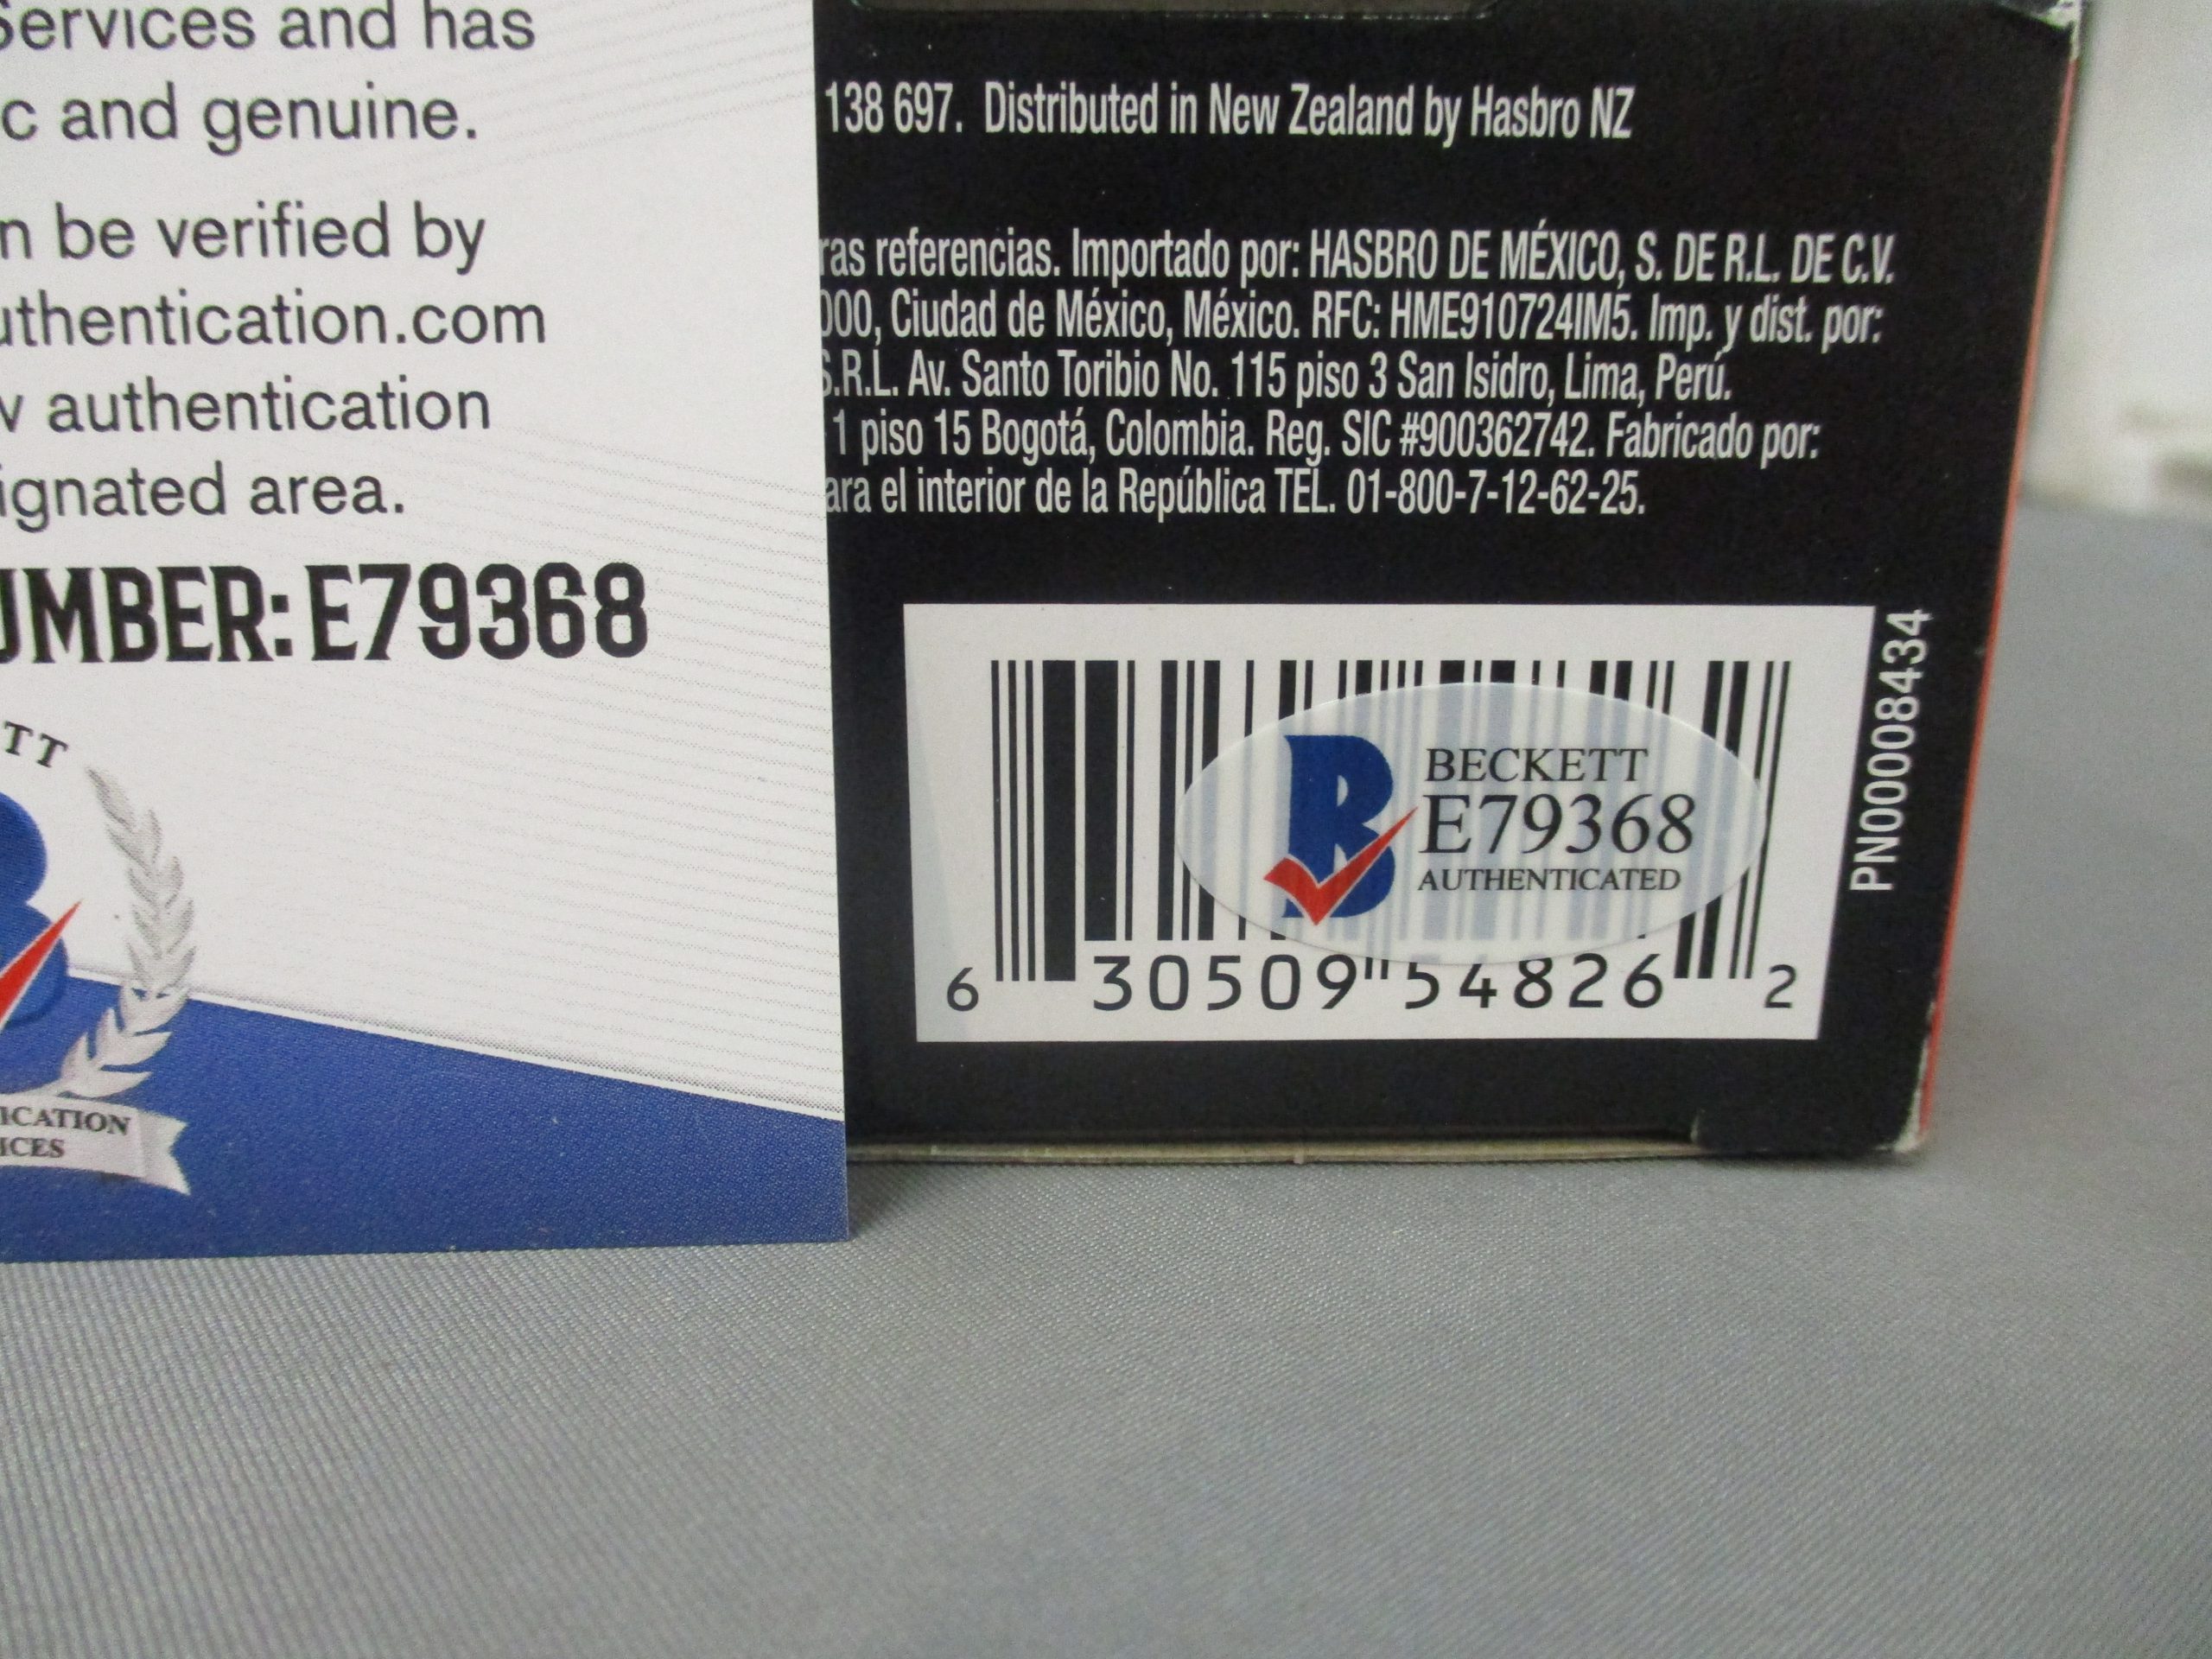 Services and has
c and genuine.
n be verified by
uthentication.com
w authentication
ignated area.
UMBER: E79368
TT
ICATION
ICES
138 697. Distributed in New Zealand by Hasbro NZ
ras referencias. Importado por: HASBRO DE MÉXICO, S. DE R.L. DE C.V.
000, Ciudad de México, México. RFC: HME910724IM5. Imp. y dist. por:
S.R.L. Av. Santo Toribio No. 115 piso 3 San Isidro, Lima, Perú.
1 piso 15 Bogotá, Colombia. Reg. SIC #900362742. Fabricado por:
ara el interior de la República TEL. 01-800-7-12-62-25.
BECKETT
E79368
AUTHENTICATED
6 30509 54826 2
PN00008434